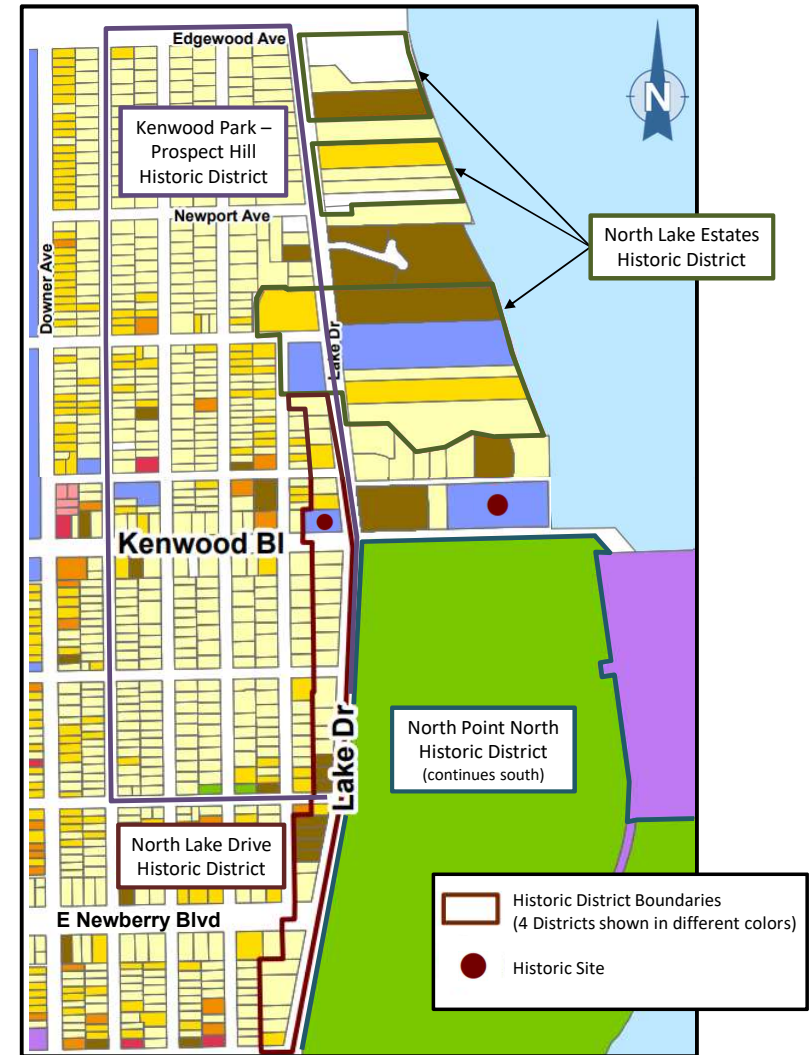 Edgewood Ave
N
Kenwood Park –
Prospect Hill
Historic District
Newport Ave
North Lake Estates
Historic District
Downer Ave
Lake Dr
Kenwood Bl
North Point North
Historic District
(continues south)
Lake Dr
North Lake Drive
Historic District
E Newberry Blvd
Historic District Boundaries
(4 Districts shown in different colors)
Historic Site